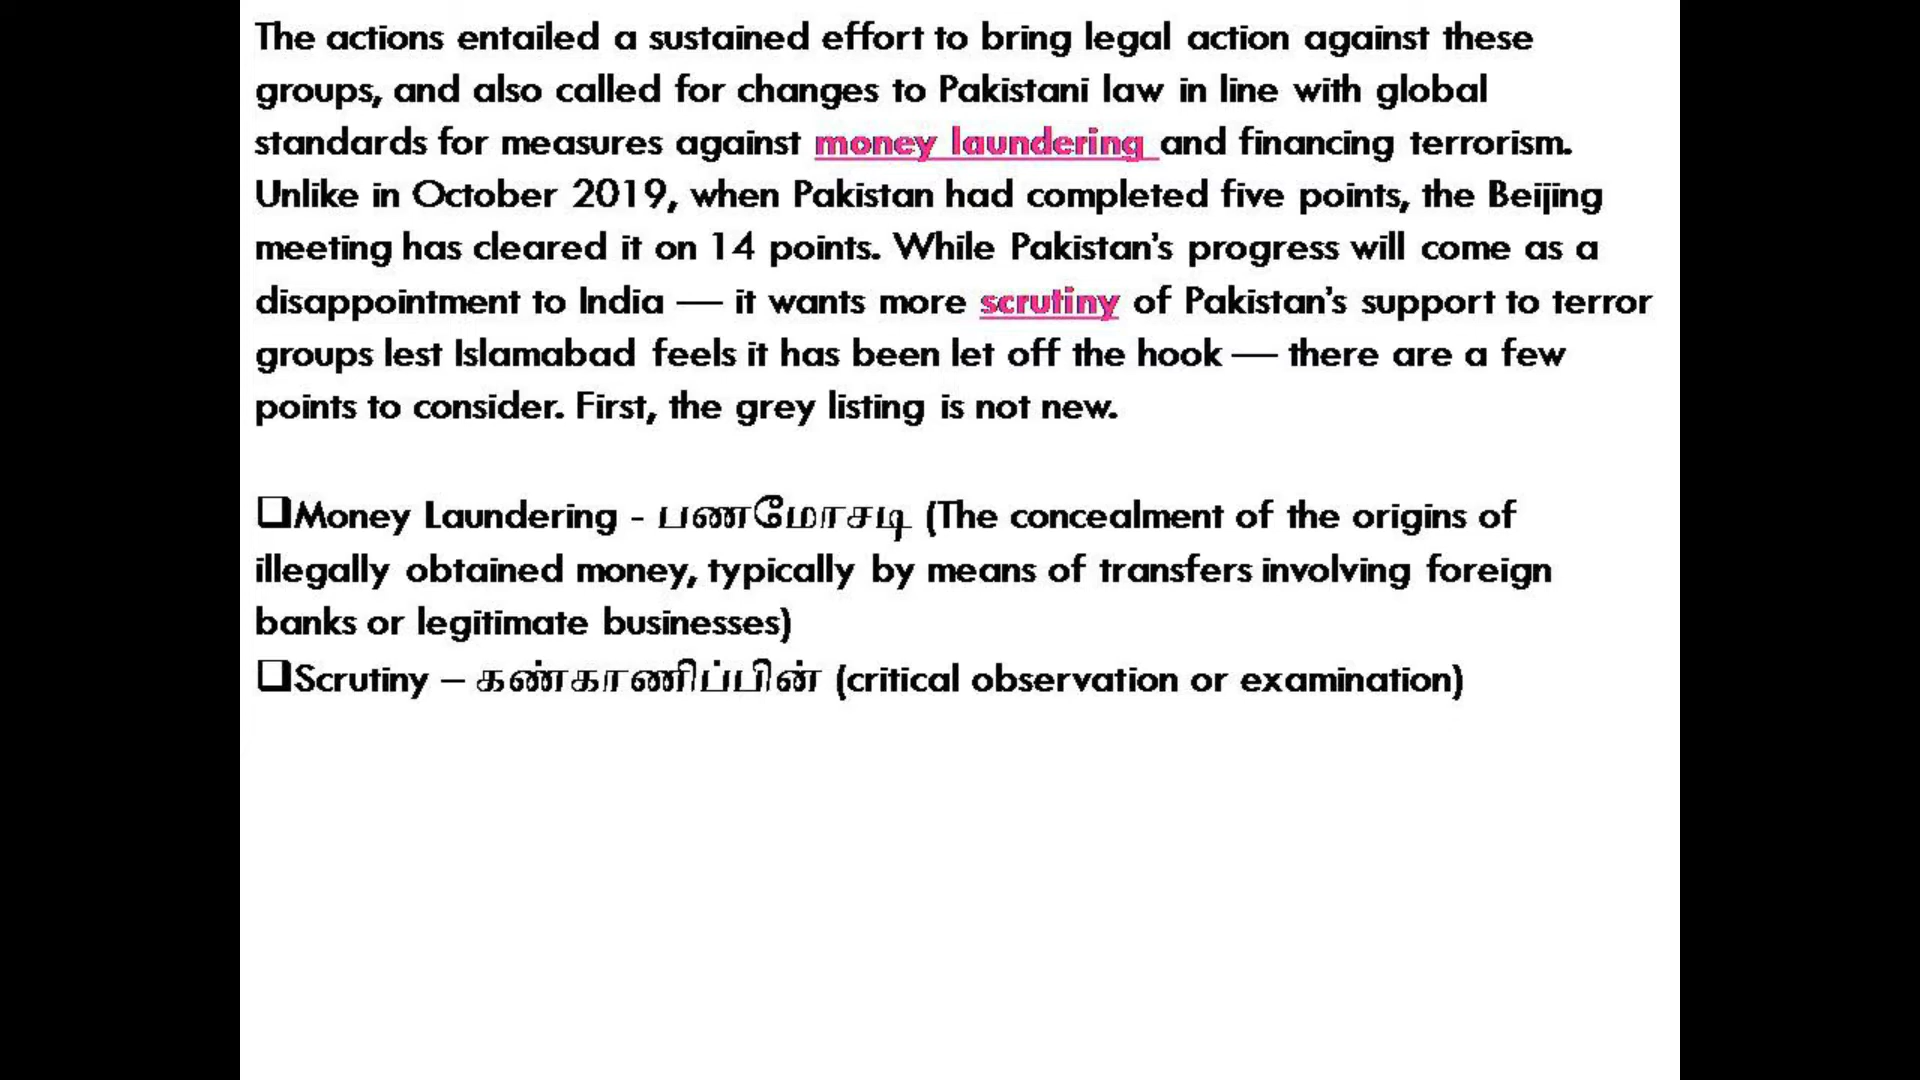 The actions entailed a sustained effort to bring legal action against these
groups, and also called for changes to Pakistani law in line with global
standards for measures against money laundering and financing terrorism.
Unlike in October 2019, when Pakistan had completed five points, the Beijing
meeting has cleared it on 14 points. While Pakistan’s progress will come as a
disappointment to India — it wants more scrutiny of Pakistan’s support to terror
groups lest Islamabad feels it has been let off the hook — there are a few
points to consider. First, the grey listing is not new.
❑Money Laundering - பணமோசடி (The concealment of the origins of
illegally obtained money, typically by means of transfers involving foreign
banks or legitimate businesses)
❑Scrutiny – கண்காணிப்பின் (critical observation or examination)